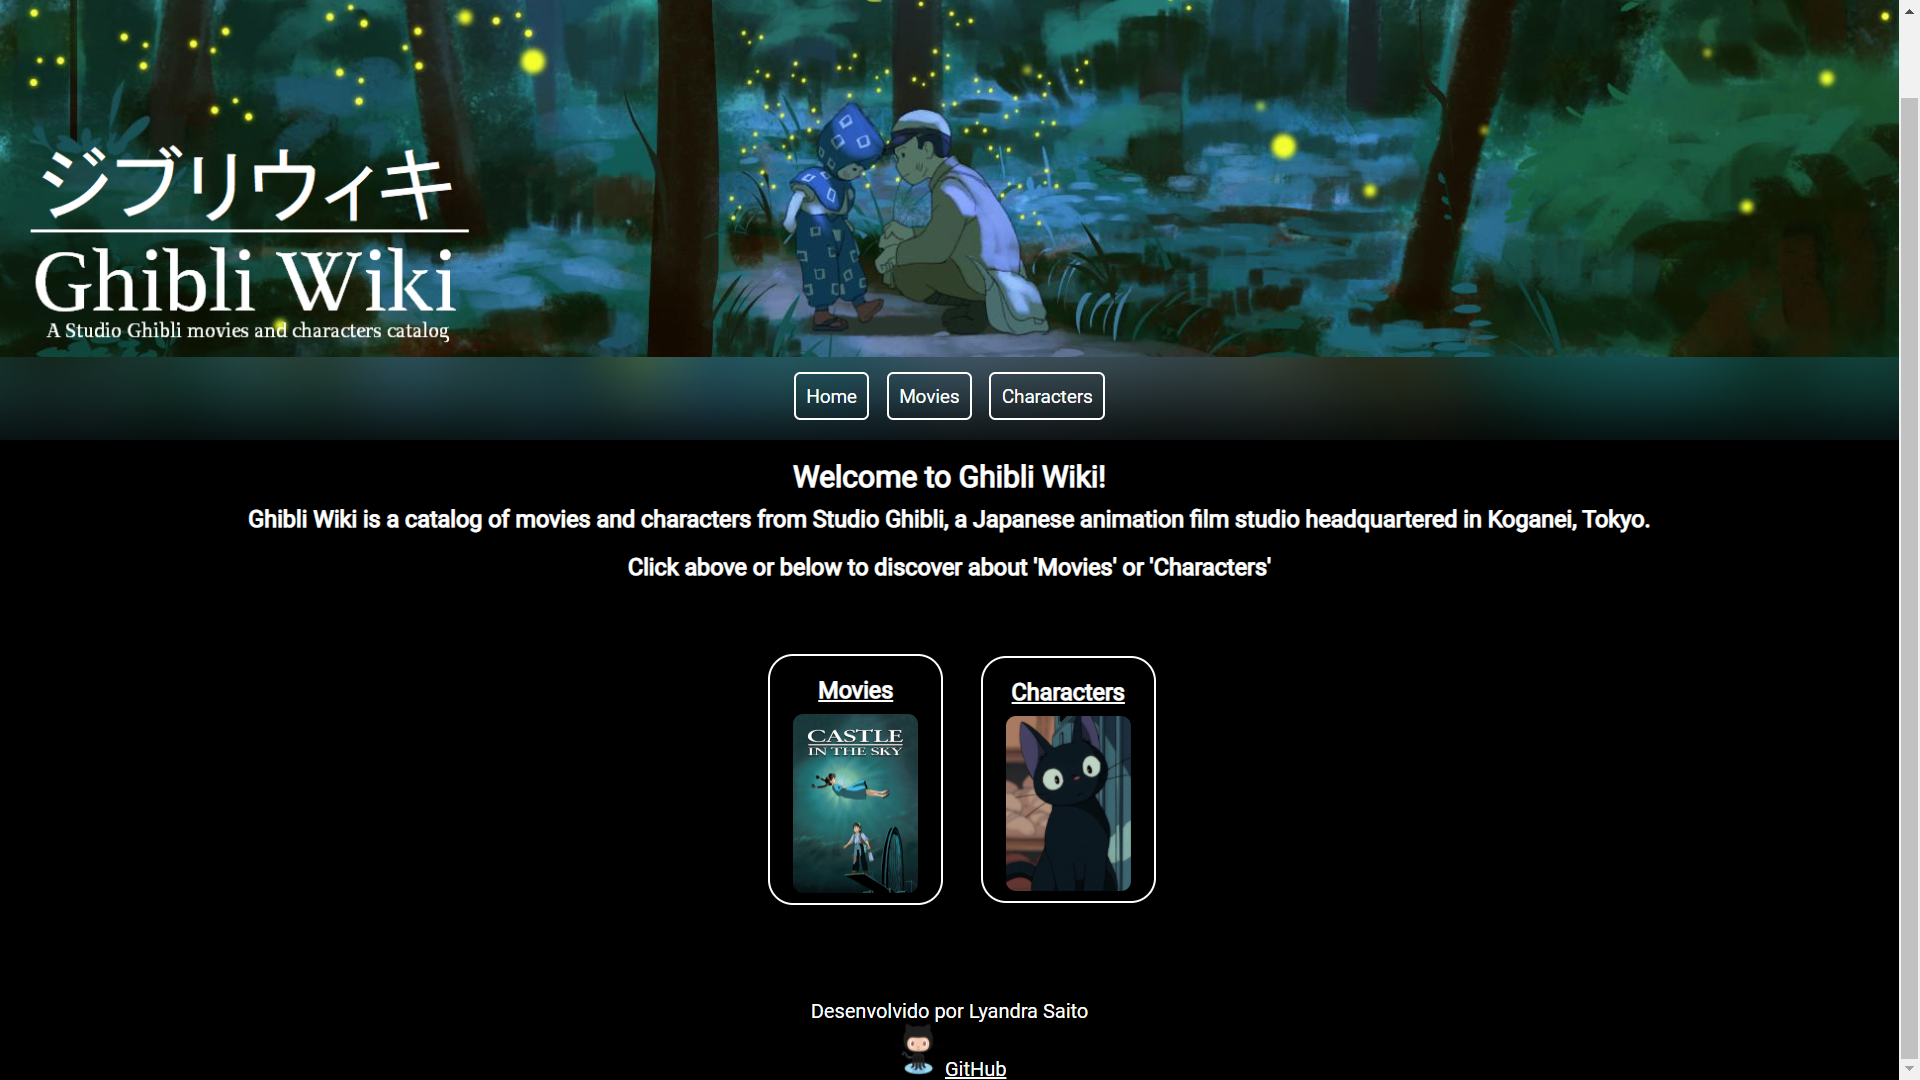 ジブリウィキ
Ghibli Wiki
A Studio Ghibli movies and characters catalog
Home Movies Characters
Welcome to Ghibli Wiki!
Ghibli Wiki is a catalog of movies and characters from Studio Ghibli, a Japanese animation film studio headquartered in Koganei, Tokyo.
Click above or below to discover about 'Movies' or 'Characters'
Movies
CASTLE
IN THE SKY
Characters
Desenvolvido por Lyandra Saito
GitHub